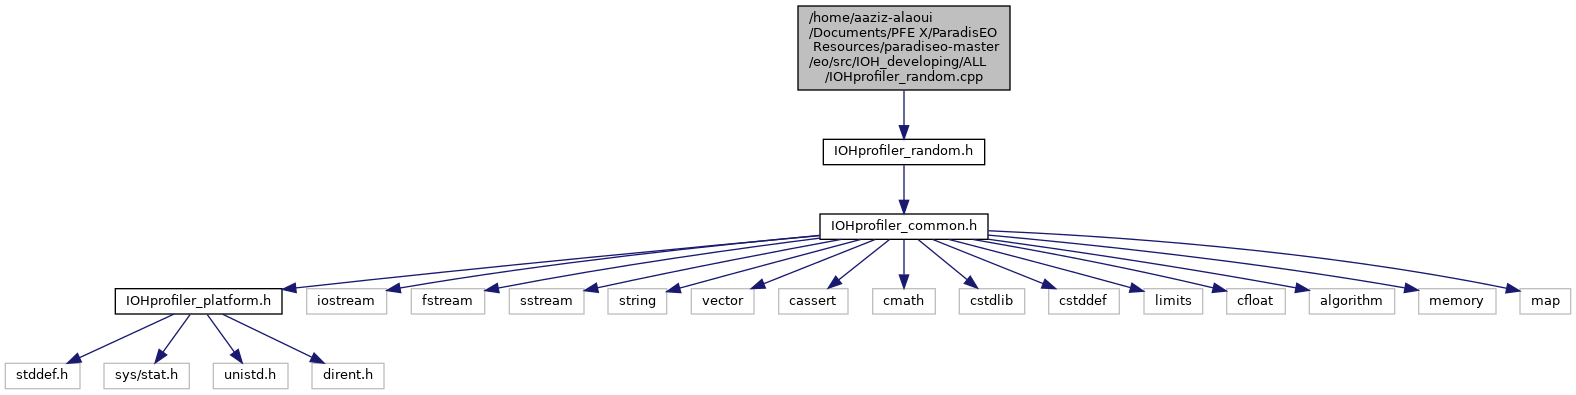 /home/aaziz-alaoui
/Documents/PFE X/ParadisEO
Resources/paradiseo-master
/eo/src/IOH_developing/ALL
/IOHprofiler_random.cpp
IOHprofiler_random.h
IOHprofiler_common.h
IOHprofiler_platform.h
iostream
fstream
sstream
string
vector
cassert
cmath
cstdlib
cstddef
limits
cfloat
algorithm
memory
map
stddef.h
sys/stat.h
unistd.h
dirent.h